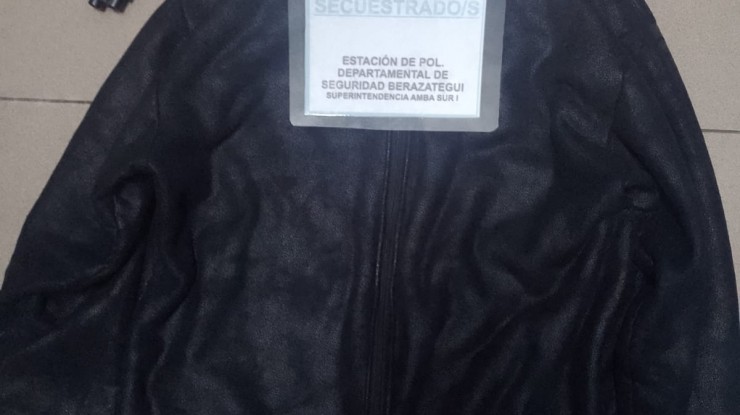 SECUESTRADO/S
ESTACIÓN DE POL.
DEPARTAMENTAL DE
SEGURIDAD BERAZATEGUI
SUPERINTENDENCIA AMBA SUR I